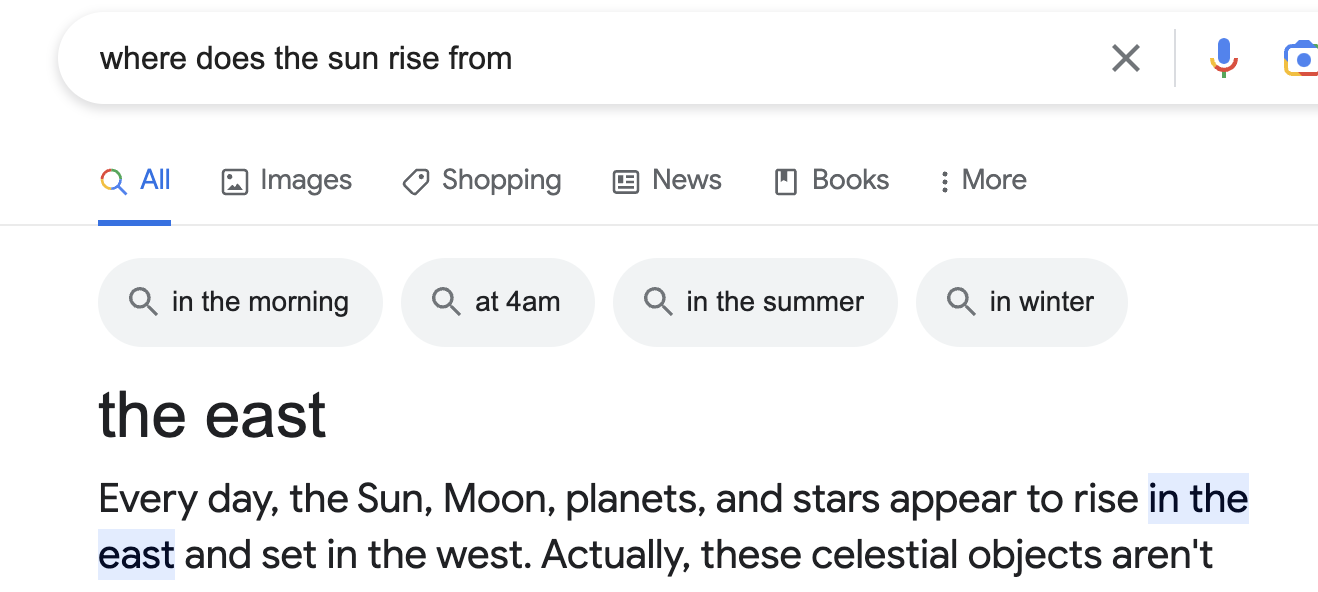 where does the sun rise from
All Images Shopping News Books More
in the morning at 4am in the summer in winter
the east
Every day, the Sun, Moon, planets, and stars appear to rise in the
east and set in the west. Actually, these celestial objects aren't